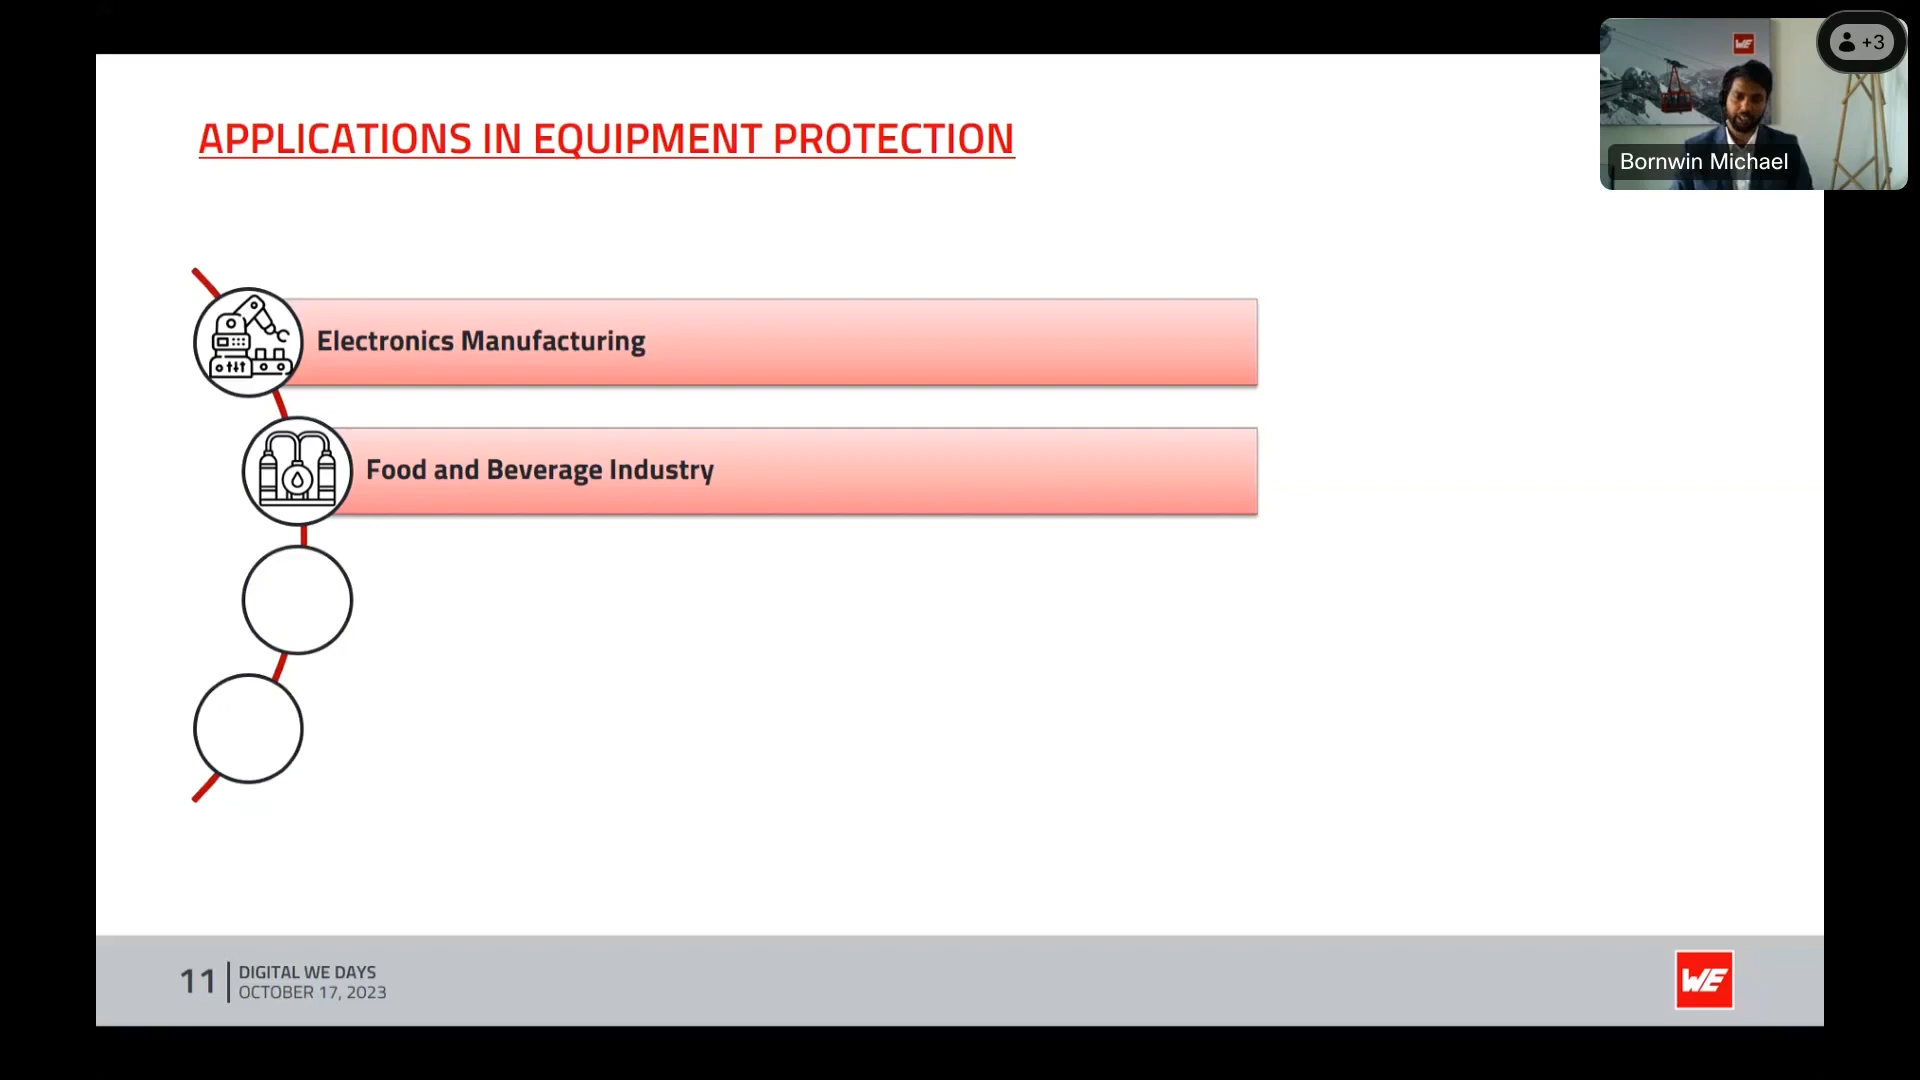 WE
+3
APPLICATIONS IN EQUIPMENT PROTECTION
Bornwin Michael
Electronics Manufacturing
Food and Beverage Industry
11
DIGITAL WE DAYS
OCTOBER 17, 2023
WE